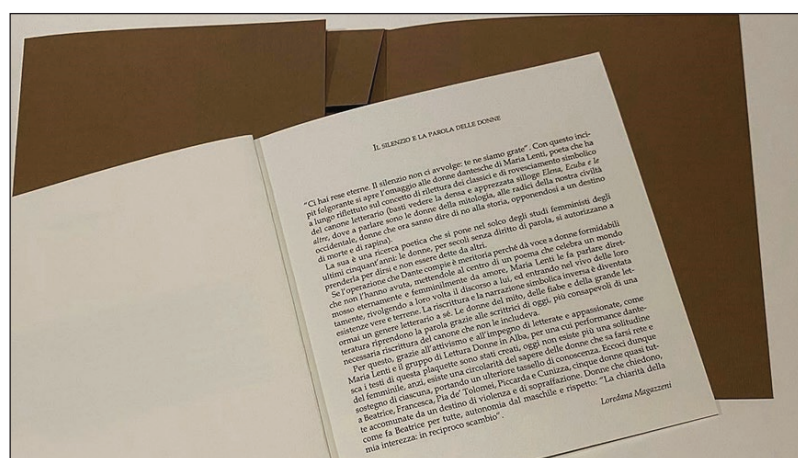 IL SILENZIO E LA PAROLA DELLE DONNE
"Ci hai rese eterne. Il silenzio non ci avvolge: te ne siamo grate". Con questo inci-
pit folgorante si apre l'omaggio alle donne dantesche di Maria Lenti, poeta che ha
a lungo riflettuto sul concetto di rilettura dei classici e di rovesciamento simbolico
del canone letterario (basti vedere la densa e apprezzata silloge Elena, Ecuba e le
altre, dove a parlare sono le donne della mitologia, alle radici della nostra civiltà
occidentale, donne che ora sanno dire di no alla storia, opponendosi a un destino
di morte e di rapina).
La sua è una ricerca poetica che si pone nel solco degli studi femministi degli
ultimi cinquant'anni: le donne, per secoli senza diritto di parola, si autorizzano a
prenderla per dirsi e non essere dette da altri.
Se l'operazione che Dante compie è meritoria perché dà voce a donne formidabili
che non l'hanno avuta, mettendole al centro di un poema che celebra un mondo
mosso eternamente e femminilmente da amore, Maria Lenti le fa parlare diret-
tamente, rivolgendo a loro volta il discorso a lui, ed entrando nel vivo delle loro
esistenze vere e terrene. La riscrittura e la narrazione simbolica inversa è diventata
ormai un genere letterario a sé. Le donne del mito, delle fiabe e della grande let-
teratura riprendono la parola grazie alle scrittrici di oggi, più consapevoli di una
necessaria riscrittura del canone che non le includeva.
Per questo, grazie all'attivismo e all'impegno di letterate e appassionate, come
Maria Lenti e il gruppo di Lettura Donne in Alba, per una cui performance dante-
sca i testi di questa plaquette sono stati creati, oggi non esiste più una solitudine
del femminile, anzi, esiste una circolarità del sapere delle donne che sa farsi rete e
sostegno di ciascuna, portando un ulteriore tassello di conoscenza. Eccoci dunque
a Beatrice, Francesca, Pia de' Tolomei, Piccarda e Cunizza, cinque donne quasi tut-
te accomunate da un destino di violenza e di sopraffazione. Donne che chiedono,
come fa Beatrice per tutte, autonomia dal maschile e rispetto: "La chiarità della
mia interezza: in reciproco scambio".
Loredana Magazzeni